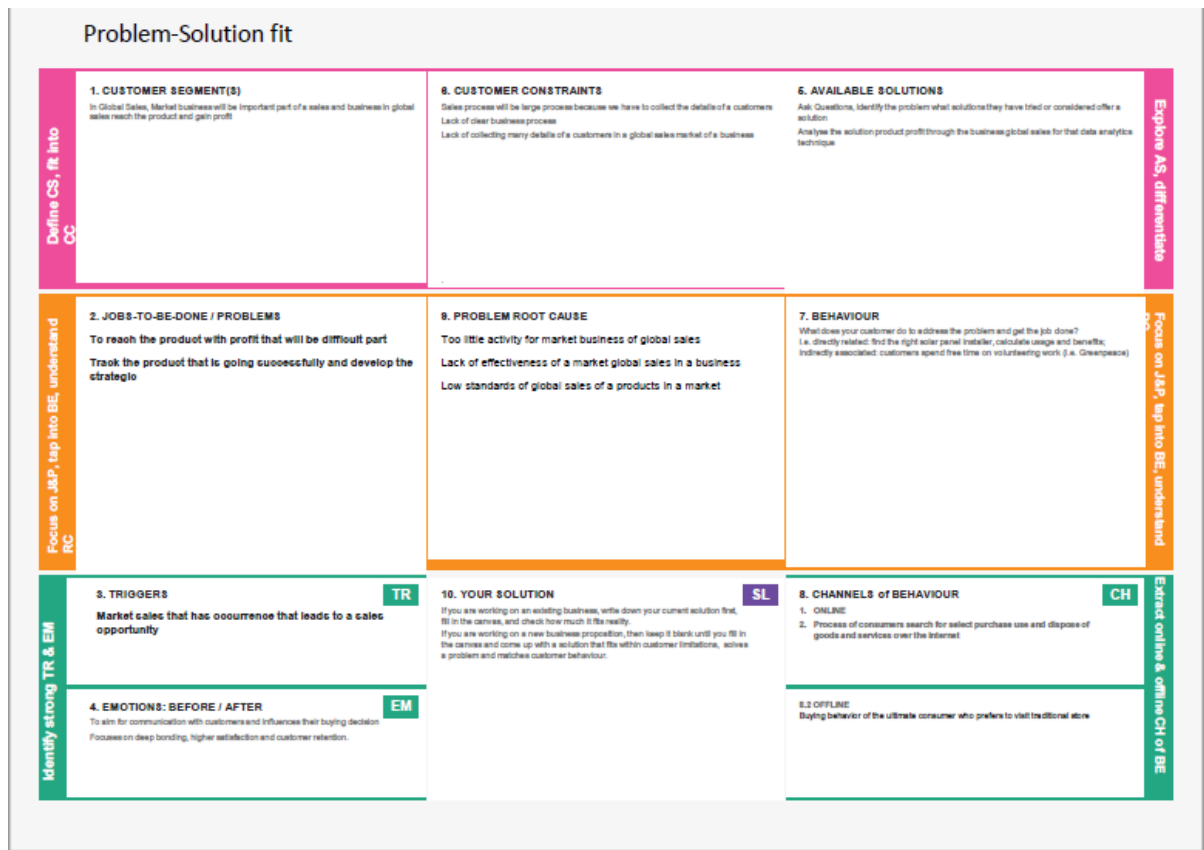 Problem-Solution fit
Define CS, fit into
CC
1. CUSTOMER SEGMENT(S)
In Global Sales, Market business will be important part of a sales and business in global
sales reach the product and gain profit
6. CUSTOMER CONSTRAINTS
Sales process will be large process because we have to collect the details of a customers
Lack of clear business process
Lack of collecting many details of a customers in a global sales market of a business
5. AVAILABLE SOLUTIONS
Ask Questions, identify the problem what solutions they have tried or considered offer a
solution
Analyse the solution product profit through the business global sales for that data analytics
technique
Explore AS, differentiate
Focus on J&P, tap into BE, understand
RC
2. JOBS-TO-BE-DONE / PROBLEMS
To reach the product with profit that will be difficult part
Track the product that is going successfully and develop the
strategic
9. PROBLEM ROOT CAUSE
Too little activity for market business of global sales
Lack of effectiveness of a market global sales in a business
Low standards of global sales of a products in a market
7. BEHAVIOUR
What does your customer do to address the problem and get the job done?
i.e. directly related: find the right solar panel installer, calculate usage and benefits;
indirectly associated: customers spend free time on volunteering work (i.e. Greenpeace)
Focus on J&P, tap into BE, understand
Identify strong TR & EM
3. TRIGGERS
TR
Market sales that has occurrence that leads to a sales
opportunity
4. EMOTIONS: BEFORE / AFTER
EM
To aim for communication with customers and influences their buying decision
Focuses on deep bonding, higher satisfaction and customer retention.
10. YOUR SOLUTION
SL
If you are working on an existing business, write down your current solution first,
fill in the canvas, and check how much it fits reality.
If you are working on a new business proposition, then keep it blank until you fill in
the canvas and come up with a solution that fits within customer limitations, solves
a problem and matches customer behaviour.
8. CHANNELS of BEHAVIOUR
CH
1. ONLINE
2. Process of consumers search for select purchase use and dispose of
goods and services over the internet
8.2 OFFLINE
Buying behavior of the ultimate consumer who prefers to visit traditional store
Extract online & offline CH of BE